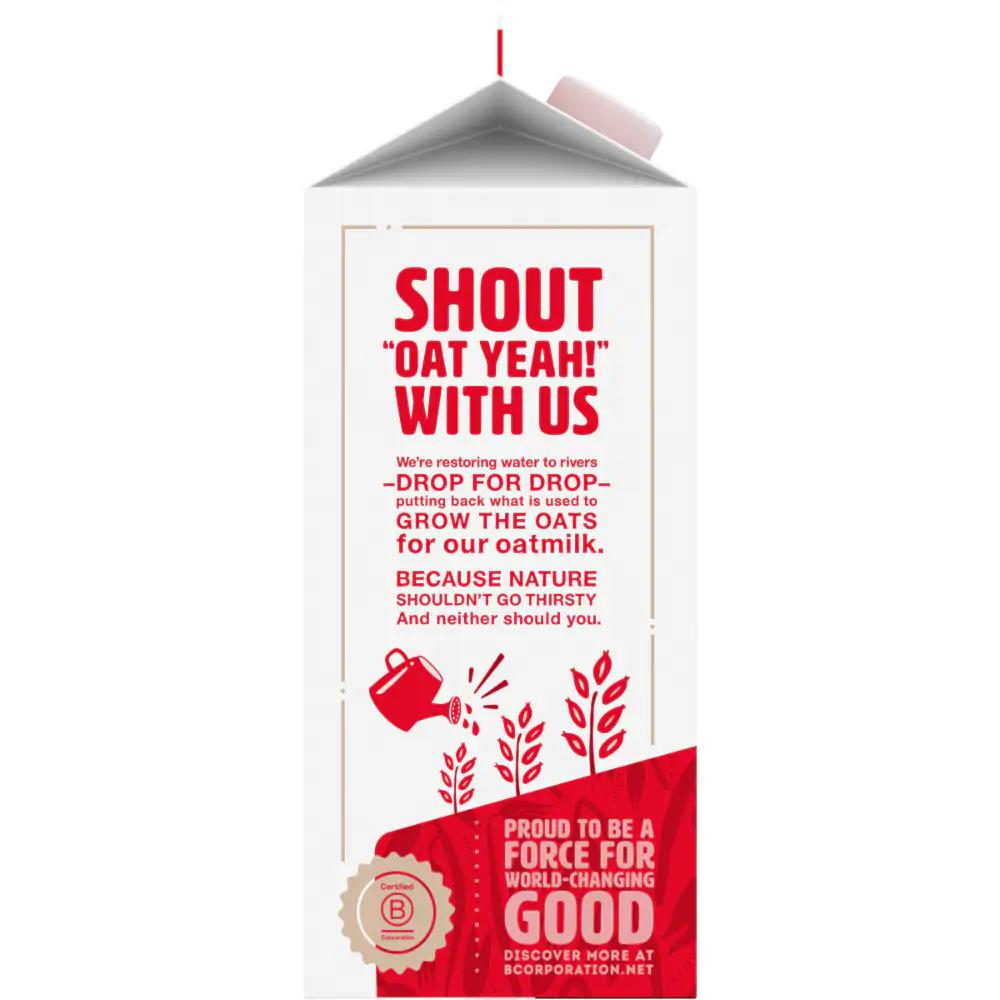 SHOUT
"OAT YEAH!"
WITH US
We're restoring water to rivers
–DROP FOR DROP–
putting back what is used to
GROW THE OATS
for our oatmilk.
BECAUSE NATURE
SHOULDN'T GO THIRSTY
And neither should you.
Certified
B
Corporation
PROUD TO BE A
FORCE FOR
WORLD-CHANGING
GOOD
DISCOVER MORE AT
BCORPORATION.NET